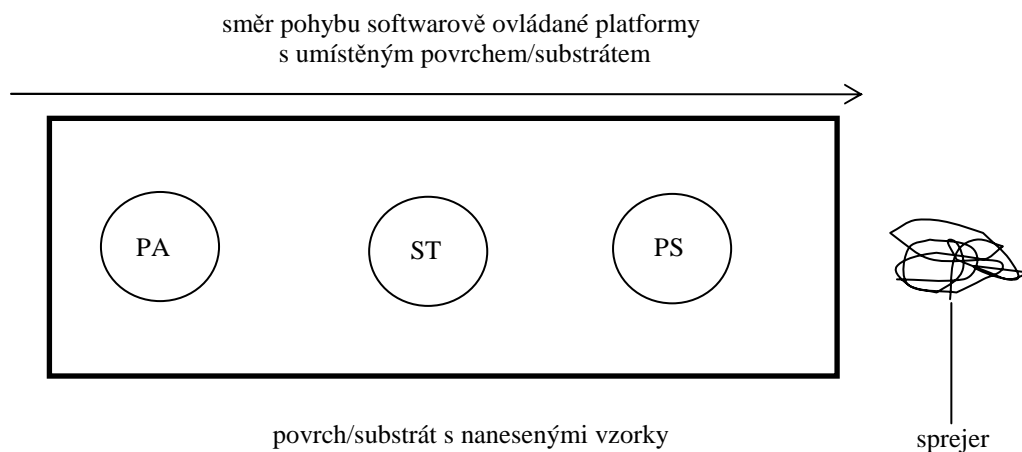 směr pohybu softwarově ovládané platformy
s umístěným povrchem/substrátem
PA
ST
PS
povrch/substrát s nanesenými vzorky
sprejer